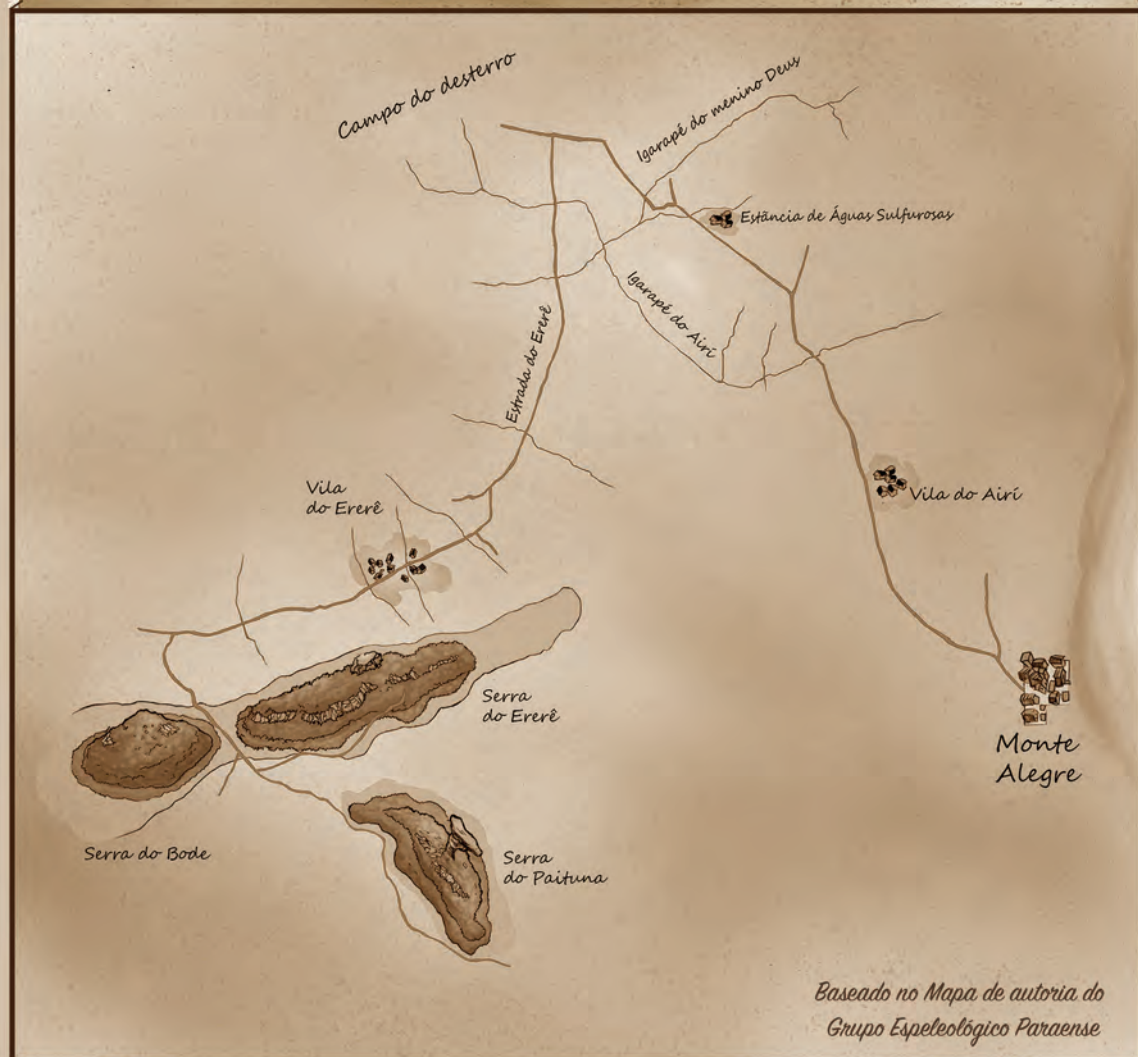 Campo do desterro
Igarapé do menino Deus
Estância de Águas Sulfurosas
Igarapé do Airí
Estrada do Ererê
Vila
do Ererê
Vila do Airí
Serra
do Ererê
Monte
Alegre
Serra do Bode
Serra
do Paituna
Baseado no Mapa de autoria do
Grupo Espeleológico Paraense